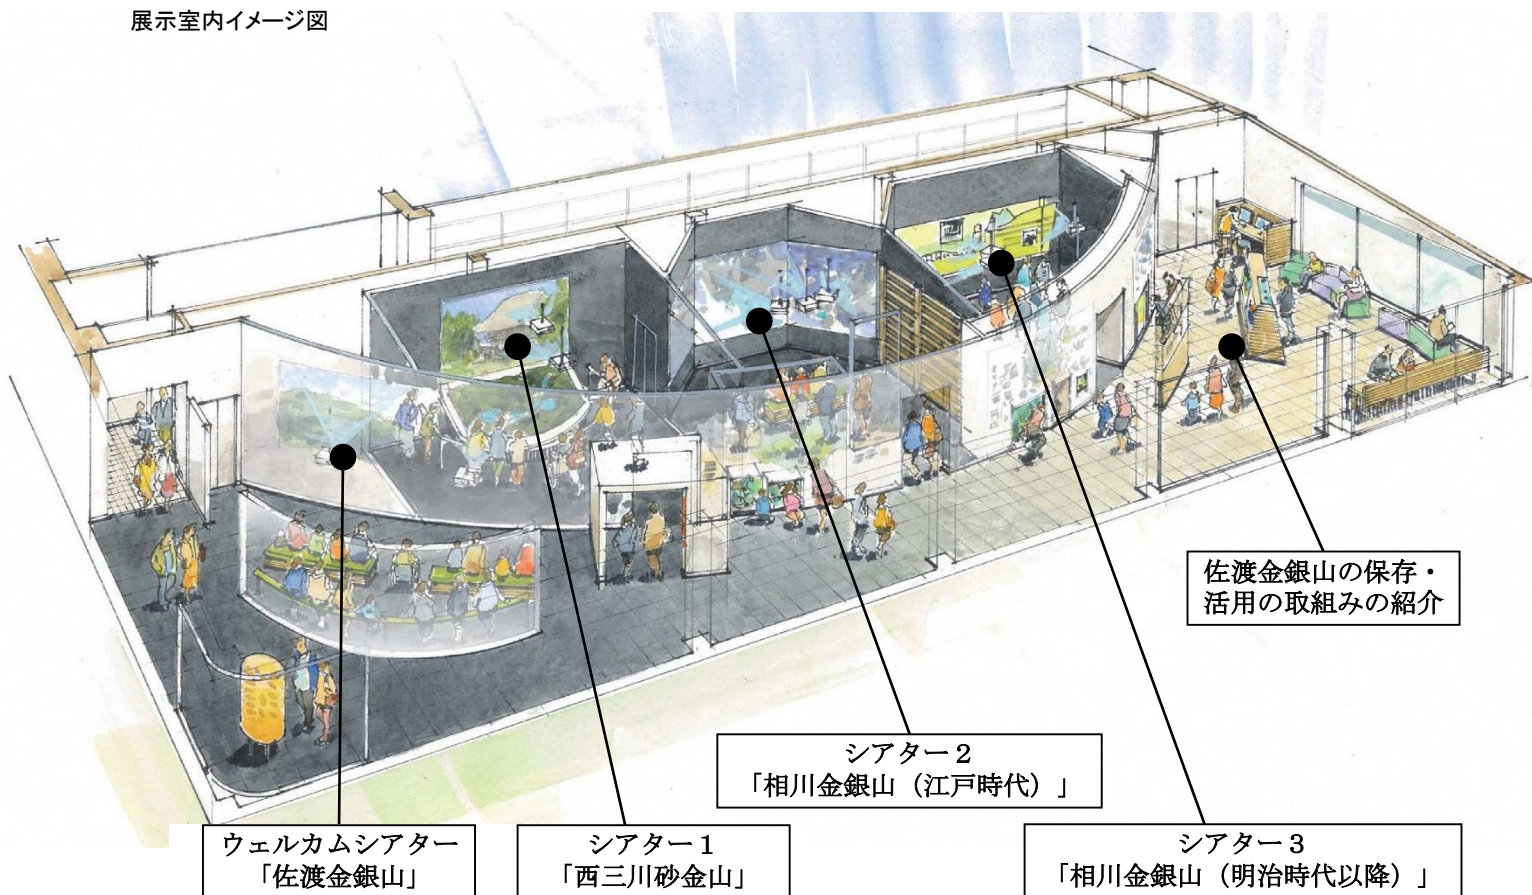 展示室内イメージ図
佐渡金銀山の保存・
活用の取組みの紹介
シアター２
「相川金銀山（江戸時代）」
ウェルカムシアター
「佐渡金銀山」
シアター１
「西三川砂金山」
シアター３
「相川金銀山（明治時代以降）」